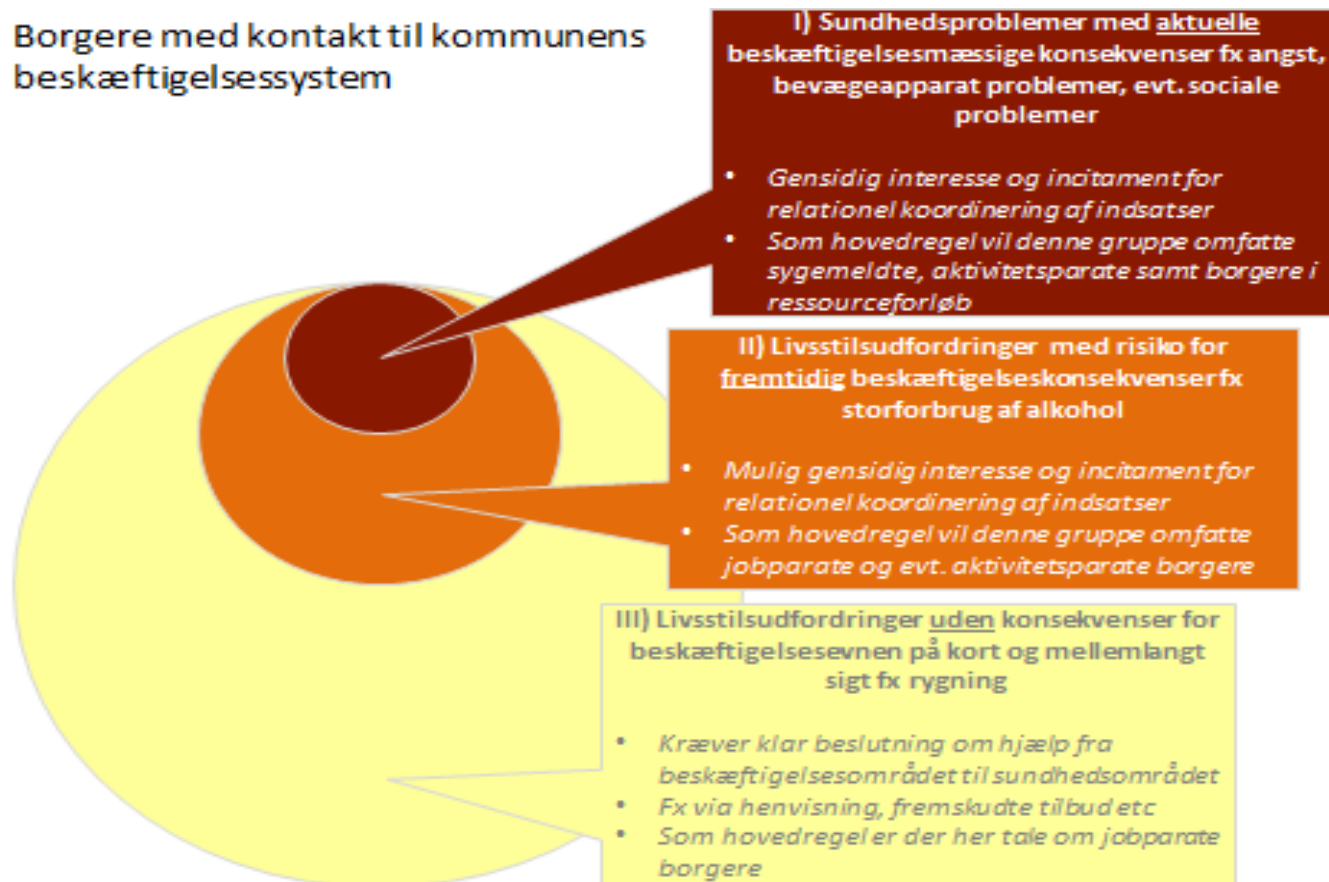 Borgere med kontakt til kommunens
beskæftigelsessystem
I) Sundhedsproblemer med aktuelle
beskæftigelsesmæssige konsekvenser fx angst,
bevægeapparat problemer, evt. sociale
problemer
• Gensidig interesse og incitament for
relationel koordinering af indsatser
• Som hovedregel vil denne gruppe omfatte
sygemeldte, aktivitetsparate samt borgere i
ressourceforløb
II) Livsstilsudfordringer med risiko for
fremtidig beskæftigelseskonsekvenser fx
storforbrug af alkohol
• Mulig gensidig interesse og incitament for
relationel koordinering af indsatser
• Som hovedregel vil denne gruppe omfatte
jobparate og evt. aktivitetsparate borgere
III) Livsstilsudfordringer uden konsekvenser for
beskæftigelsesevnen på kort og mellemlangt
sigt fx rygning
• Kræver klar beslutning om hjælp fra
beskæftigelsesområdet til sundhedsområdet
• Fx via henvisning, fremskudte tilbud etc
• Som hovedregel er der her tale om jobparate
borgere